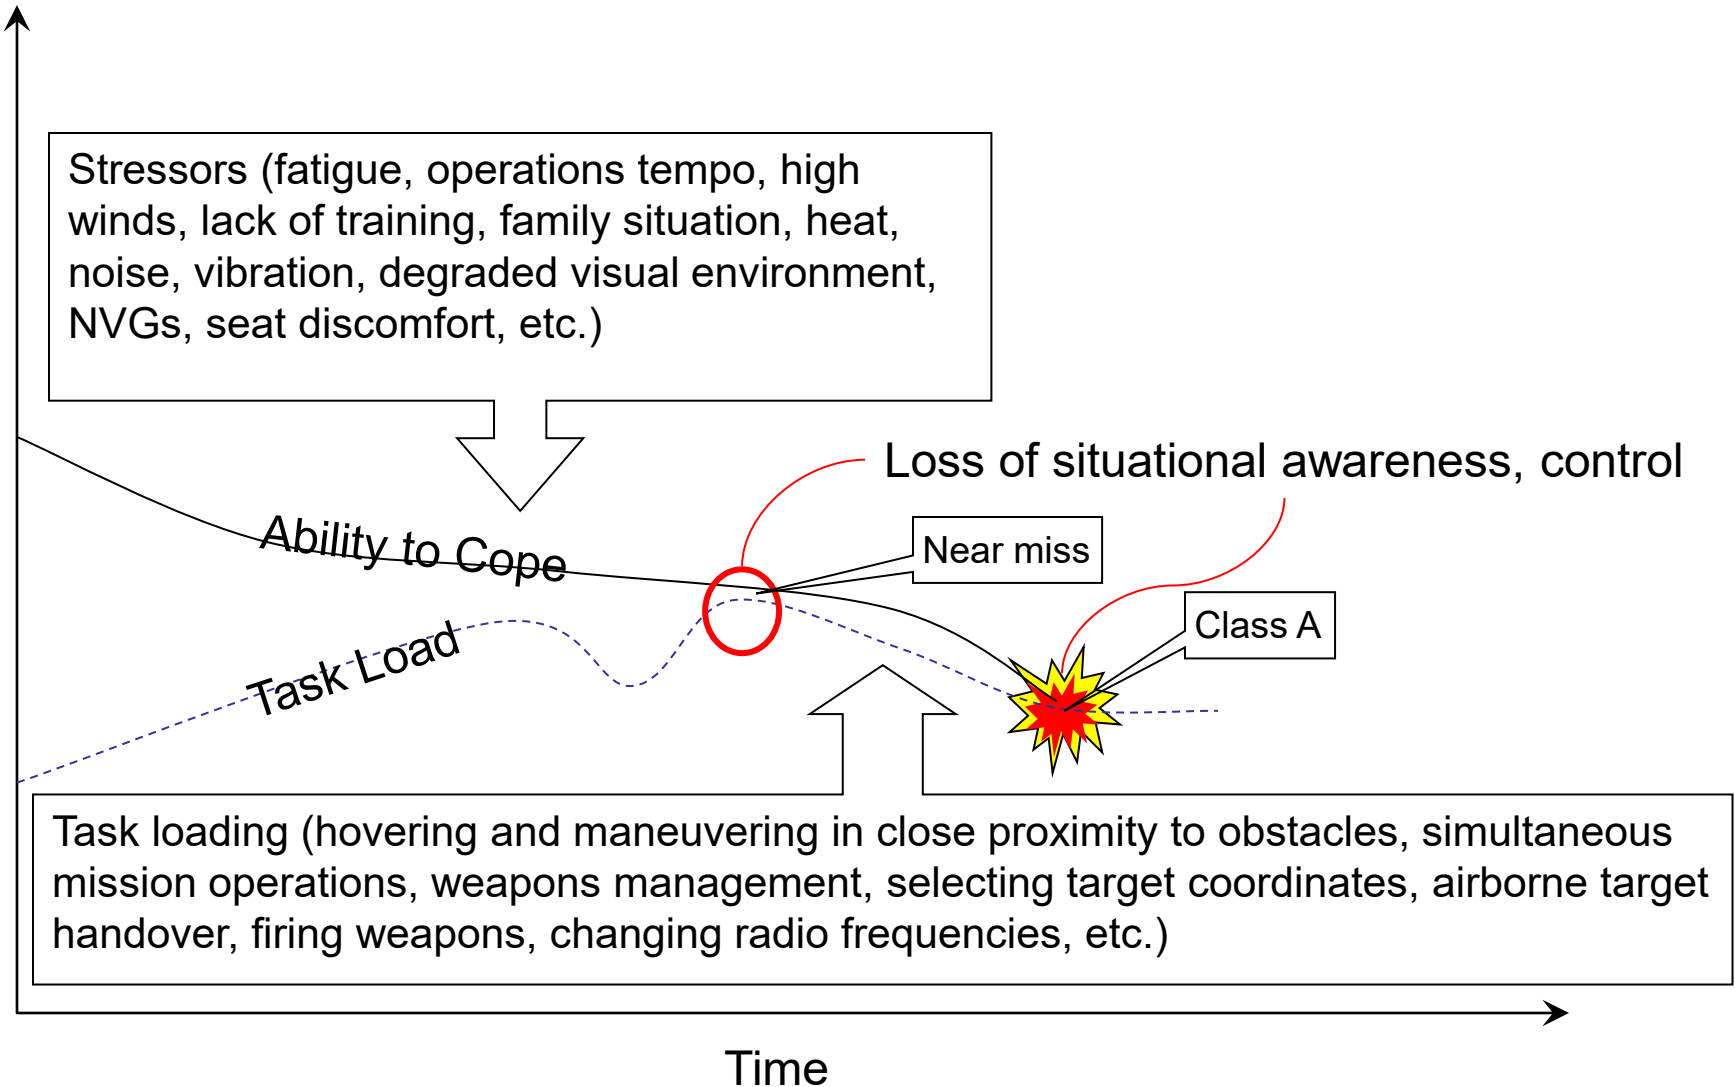 Stressors (fatigue, operations tempo, high
winds, lack of training, family situation, heat,
noise, vibration, degraded visual environment,
NVGs, seat discomfort, etc.)
Loss of situational awareness, control
Ability to Cope
Near miss
Class A
Task Load
Task loading (hovering and maneuvering in close proximity to obstacles, simultaneous
mission operations, weapons management, selecting target coordinates, airborne target
handover, firing weapons, changing radio frequencies, etc.)
Time